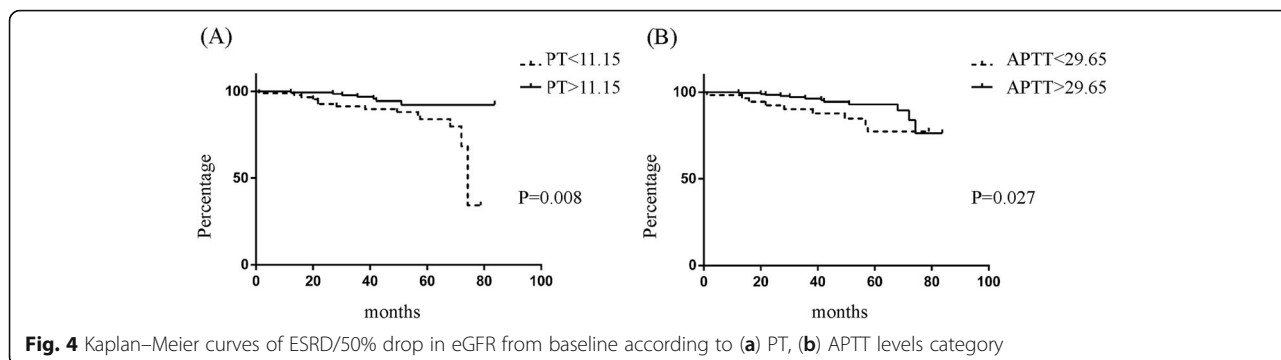 (A)
PT<11.15
PT>11.15
100
50
0
Percentage
P=0.008
0 20 40 60 80 100
months
(B)
APTT<29.65
APTT>29.65
100
50
0
Percentage
P=0.027
0 20 40 60 80 100
months
Fig. 4 Kaplan–Meier curves of ESRD/50% drop in eGFR from baseline according to (a) PT, (b) APTT levels category